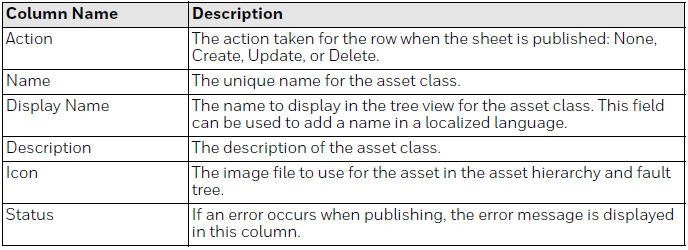 Column Name Description
Action The action taken for the row when the sheet is published: None,
Create, Update, or Delete.
Name The unique name for the asset class.
Display Name The name to display in the tree view for the asset class. This field
can be used to add a name in a localized language.
Description The description of the asset class.
Icon The image file to use for the asset in the asset hierarchy and fault
tree.
Status If an error occurs when publishing, the error message is displayed
in this column.